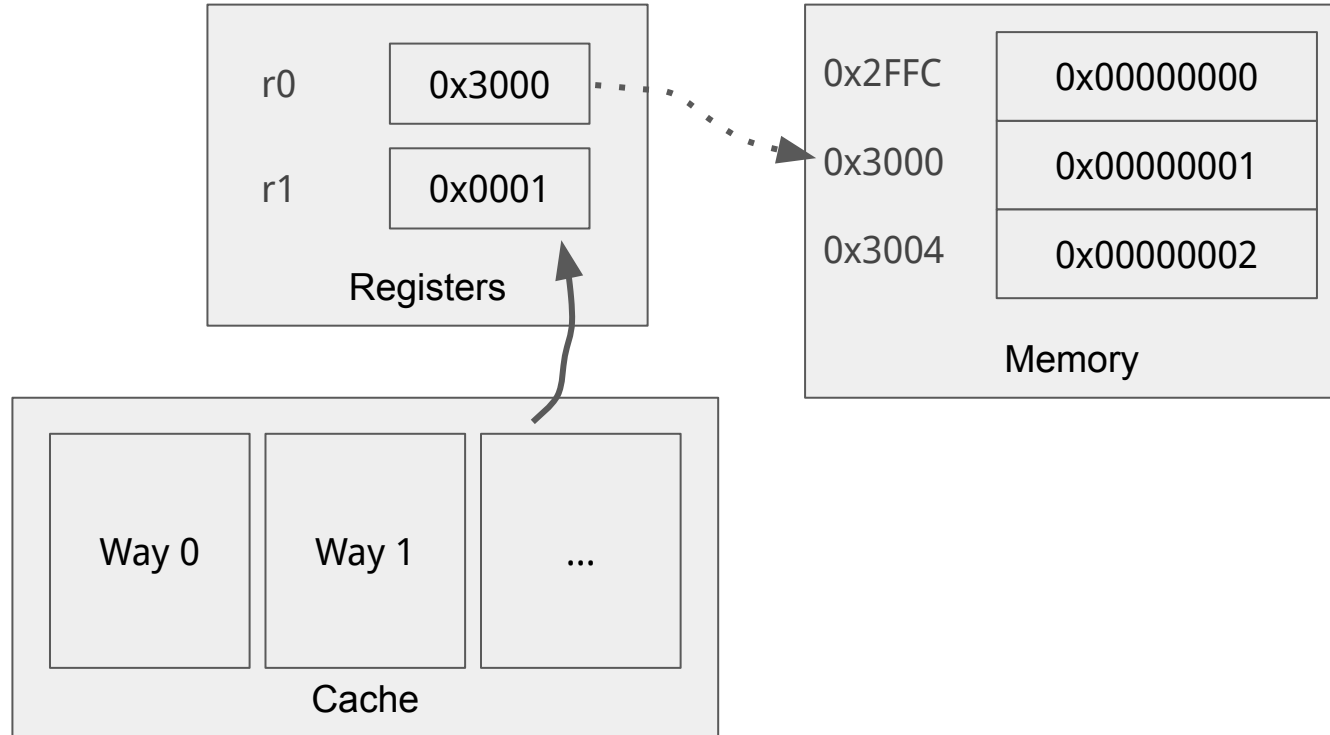 r0 0x3000
r1 0x0001
Registers
0x2FFC 0x00000000
0x3000 0x00000001
0x3004 0x00000002
Memory
Way 0 Way 1 ...
Cache